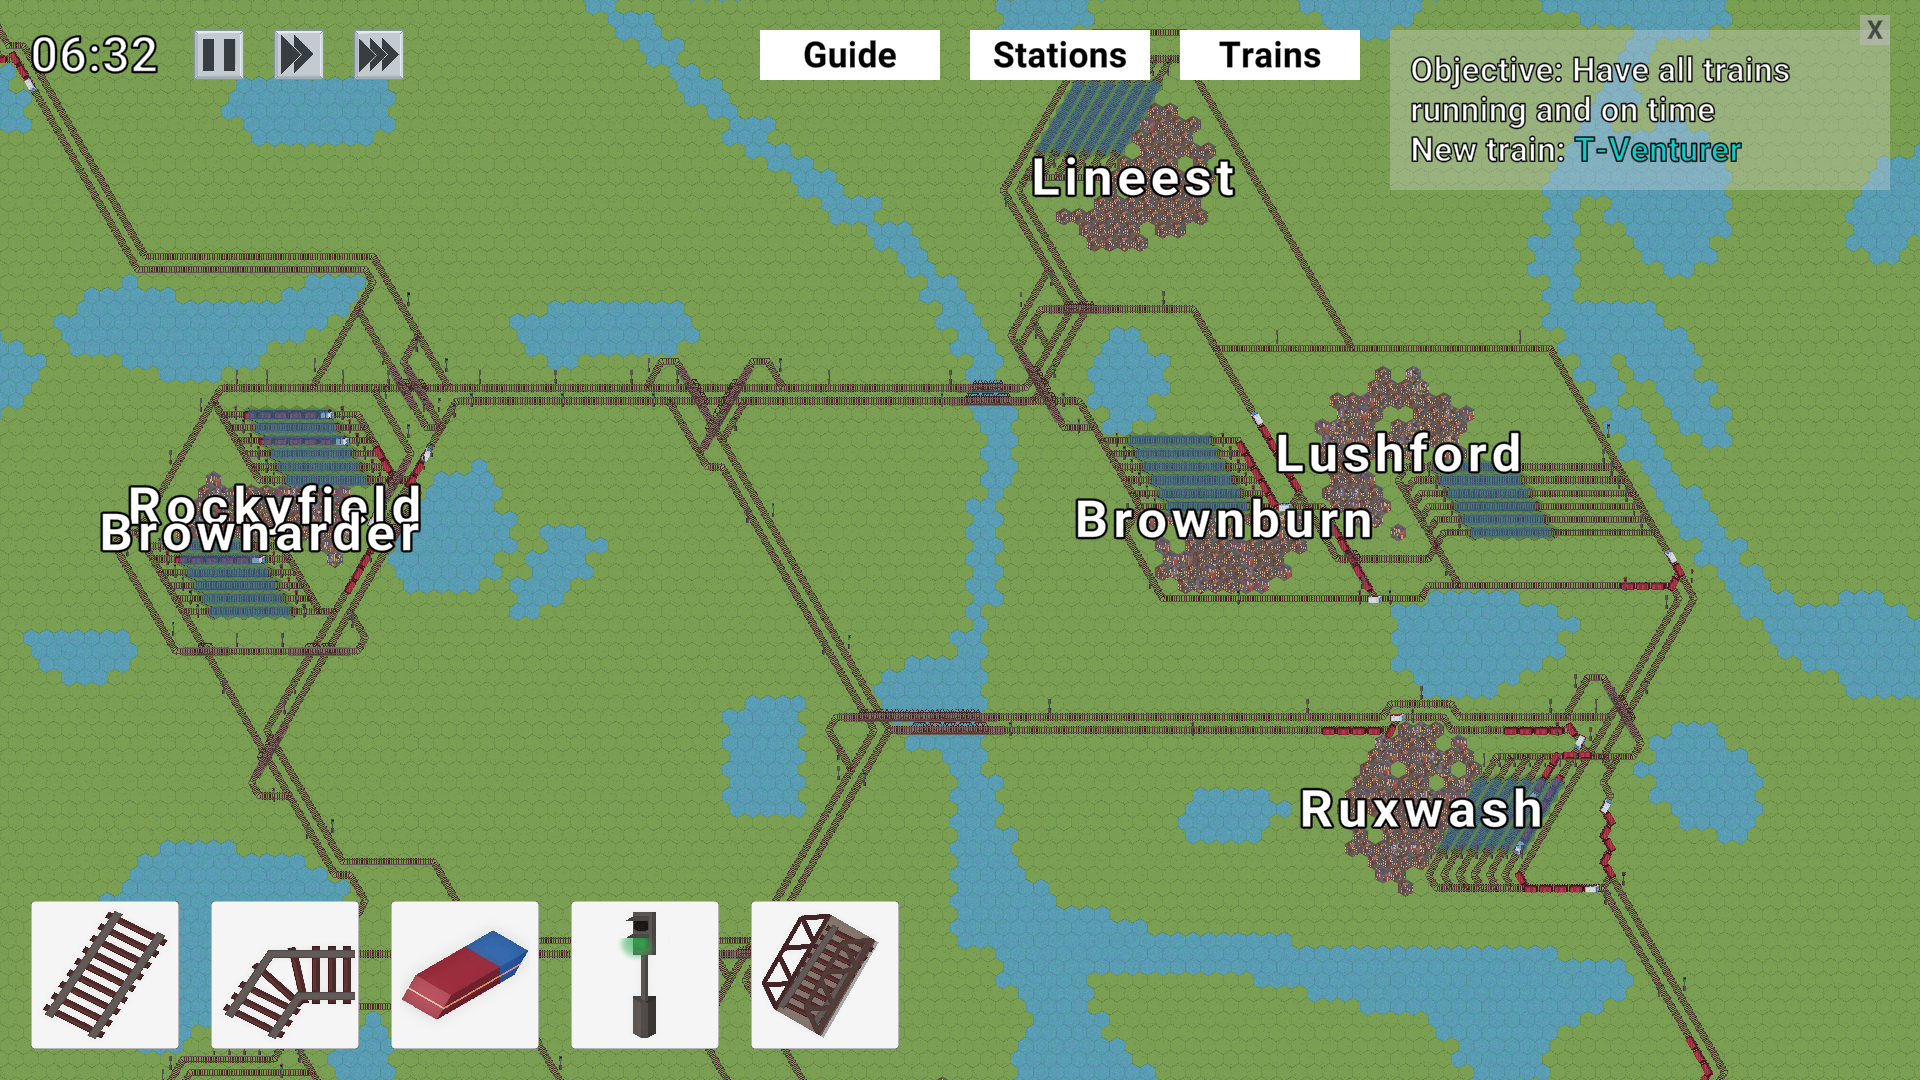 06:32
Guide
Stations
Trains
X
Objective: Have all trains
running and on time
New train: T-Venturer
Lineest
Lushford
Rockyfield
Brownarder
Brownburn
Ruxwash